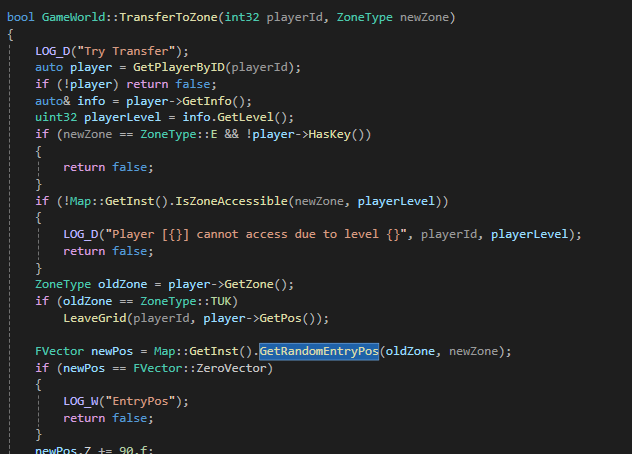 bool GameWorld::TransferToZone(int32 playerId, ZoneType newZone)
{
LOG_D("Try Transfer");
auto player = GetPlayerByID(playerId);
if (!player) return false;
auto& info = player->GetInfo();
uint32 playerLevel = info.GetLevel();
if (newZone == ZoneType::E && !player->HasKey())
{
return false;
}
if (!Map::GetInst().IsZoneAccessible(newZone, playerLevel))
{
LOG_D("Player [{}] cannot access due to level {}", playerId, playerLevel);
return false;
}
ZoneType oldZone = player->GetZone();
if (oldZone == ZoneType::TUK)
LeaveGrid(playerId, player->GetPos());
FVector newPos = Map::GetInst().GetRandomEntryPos(oldZone, newZone);
if (newPos == FVector::ZeroVector)
{
LOG_W("EntryPos");
return false;
}
newPos.Z += 90.f;